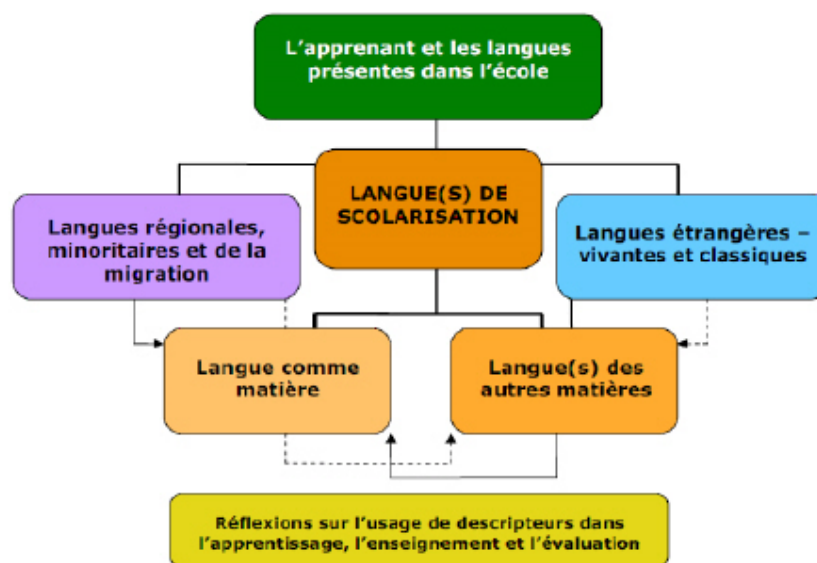 L’apprenant et les langues
présentes dans l’école
LANGUE(S) DE
SCOLARISATION
Langues régionales,
minoritaires et de la
migration
Langues étrangères –
vivantes et classiques
Langue comme
matière
Langue(s) des
autres matières
Réflexions sur l’usage de descripteurs dans
l’apprentissage, l’enseignement et l’évaluation